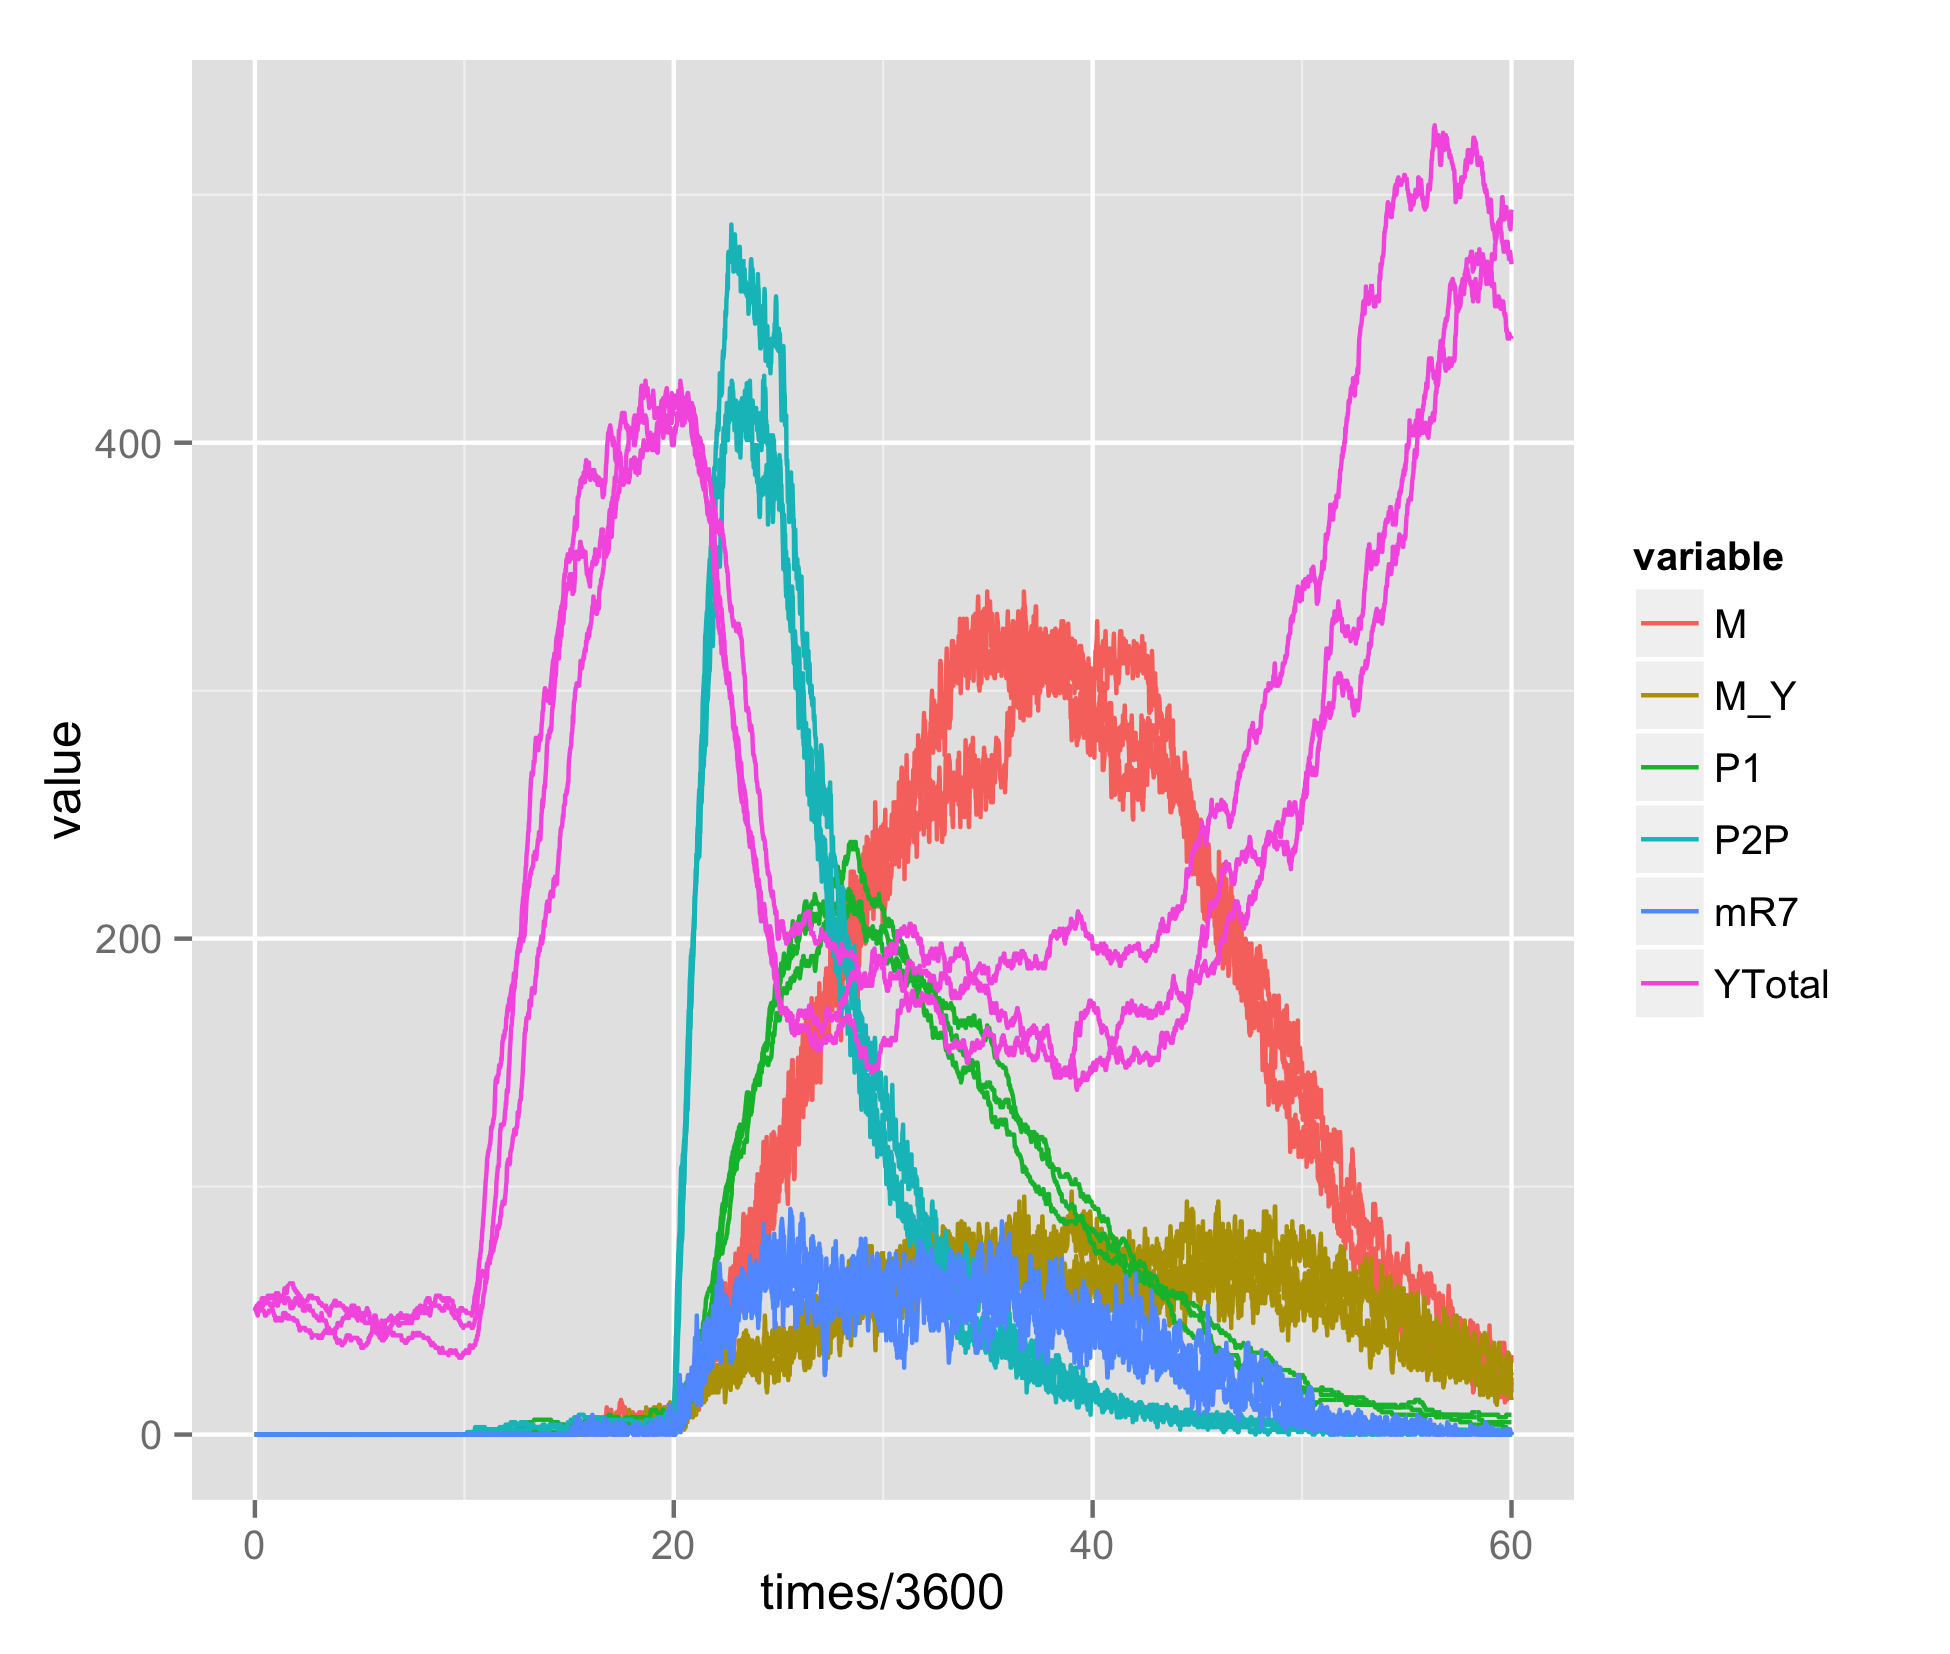 value
400
200
0
0 20 40 60
times/3600
variable
M
M_Y
P1
P2P
mR7
YTotal